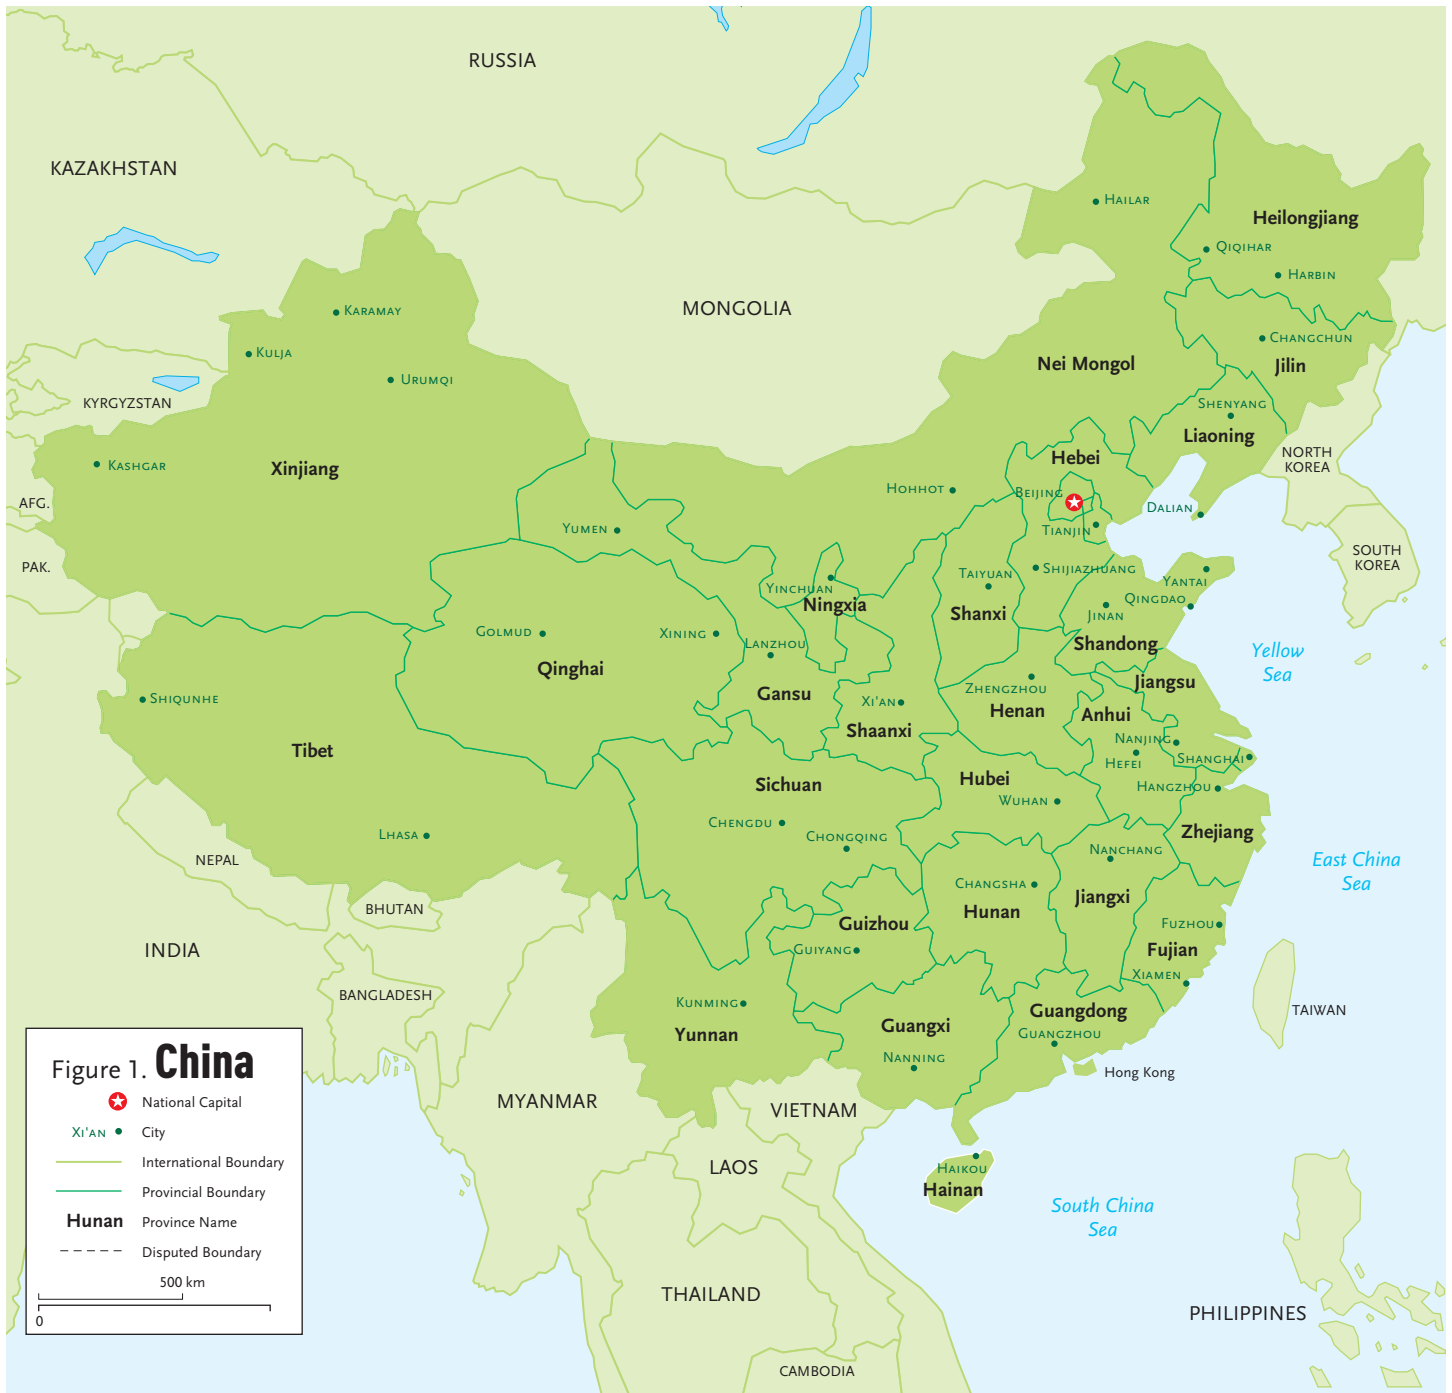 RUSSIA
KAZAKHSTAN
HAILAR
Heilongjiang
QIQIHAR
HARBIN
MONGOLIA
KARAMAY
KULJA
URUMQI
CHANGCHUN
Jilin
Nei Mongol
KYRGYZSTAN
SHENYANG
Liaoning
NORTH
KOREA
Hebei
KASHGAR
Xinjiang
HOHHOT
BEIJING
AFG.
DALIAN
YUMEN
TIANJIN
SOUTH
KOREA
PAK.
TAIYUAN
SHIJIAZHUANG
YANTAI
YINCHUAN
Ningxia
QINGDAO
Shanxi
JINAN
GOLMUD
XINING
LANZHOU
Shandong
Yellow
Sea
Qinghai
Gansu
ZHENGZHOU
Jiangsu
SHIQUNHE
XI'AN
Henan
Anhui
Shaanxi
NANJING
Tibet
HEFEI
SHANGHAI
Sichuan
Hubei
HANGZHOU
WUHAN
LHASA
CHENGDU
CHONGQING
Zhejiang
NEPAL
NANCHANG
East China
Sea
CHANGSHA
Jiangxi
BHUTAN
Hunan
Guizhou
FUZHOU
INDIA
GUIYANG
Fujian
XIAMEN
BANGLADESH
KUNMING
Yunnan
Guangxi
Guangdong
TAIWAN
GUANGZHOU
NANNING
Hong Kong
MYANMAR
VIETNAM
LAOS
HAIKOU
Hainan
South China
Sea
THAILAND
PHILIPPINES
CAMBODIA
Figure 1. China
National Capital
XI'AN City
International Boundary
Provincial Boundary
Hunan Province Name
Disputed Boundary
500 km
0